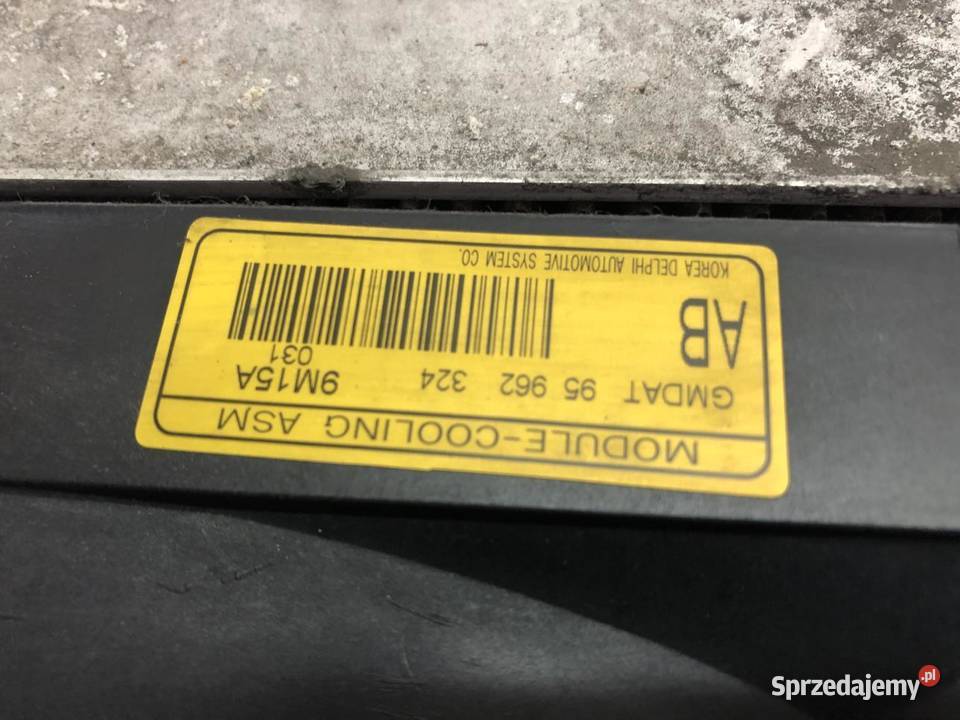 MODULE-COOLING ASM
GMDAT 95 962 324 9M15A
031
AB
KOREA DELPHI AUTOMOTIVE SYSTEM CO.
Sprzedajemy.pl